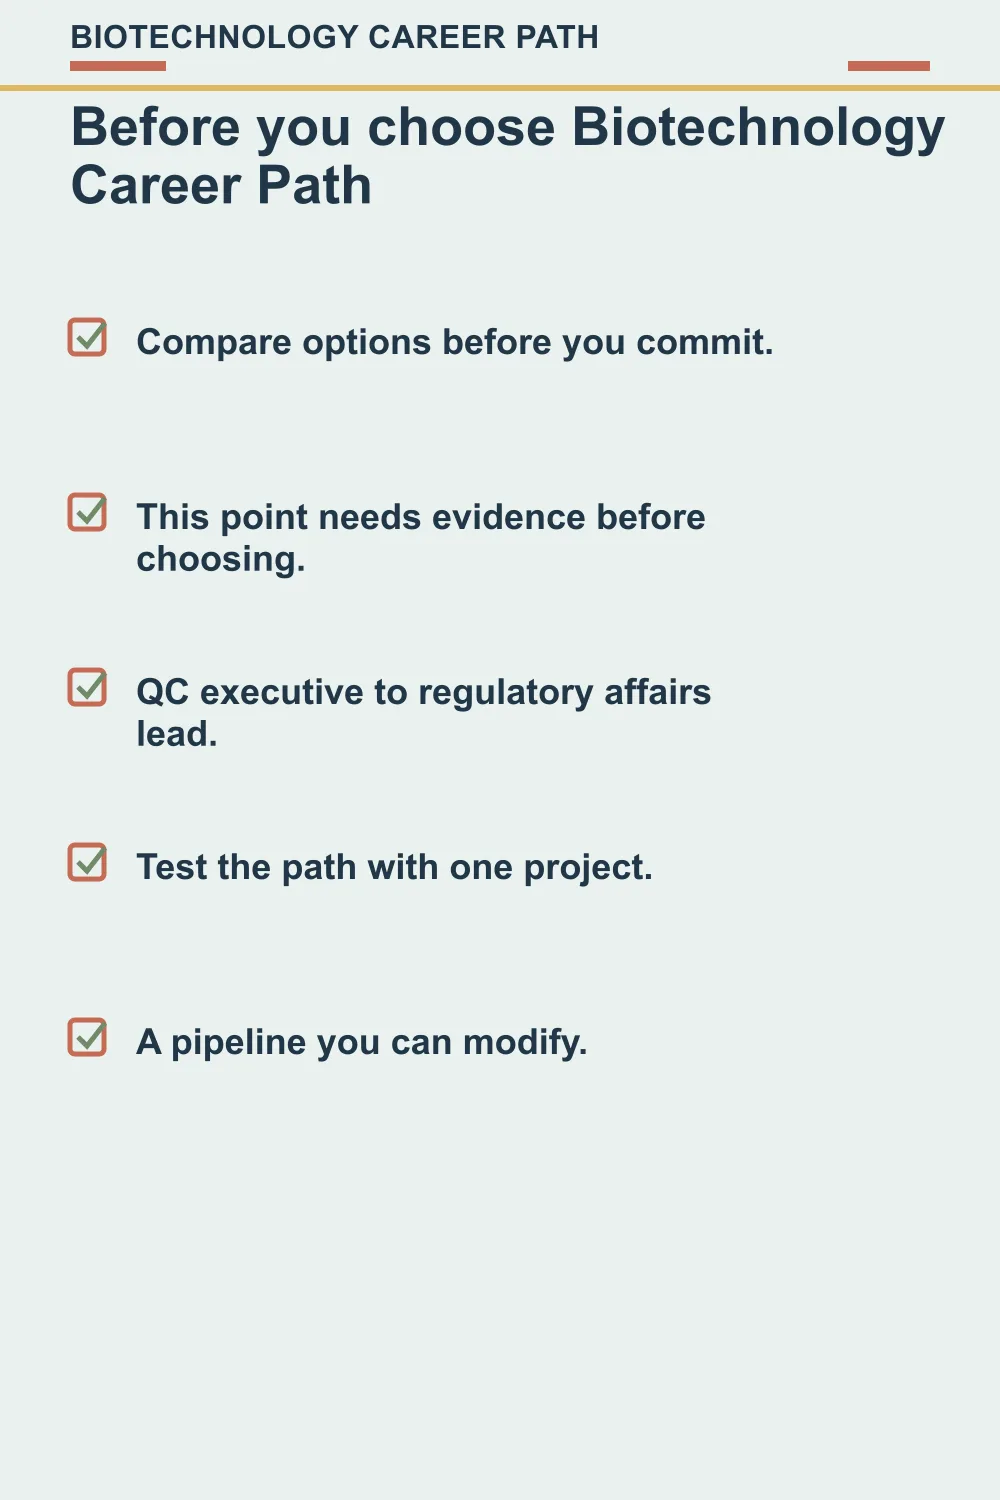 BIOTECHNOLOGY CAREER PATH
Before you choose Biotechnology
Career Path
Compare options before you commit.
This point needs evidence before
choosing.
QC executive to regulatory affairs
lead.
Test the path with one project.
A pipeline you can modify.